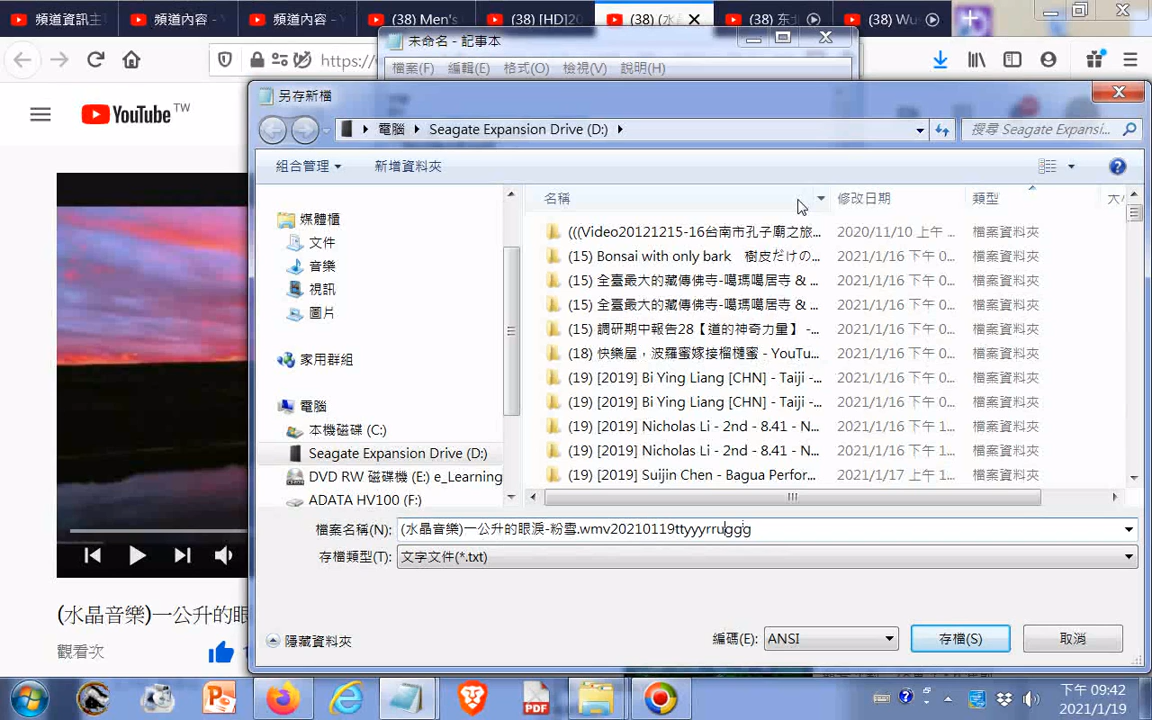 頻道資訊主
頻道內容 -
頻道內容 -
(38) Men's
(38) [HD]20
(38) (水
(38) 东土
(38) Wu
未命名 - 記事本
https:/
檔案(F) 編輯(E) 格式(O) 檢視(V) 說明(H)
YouTube TW
另存新檔
電腦 Seagate Expansion Drive (D:)
搜尋 Seagate Expansi...
組合管理 新增資料夾
名稱 修改日期 類型 大小
媒體櫃
文件
音樂
視訊
圖片
家用群組
電腦
本機磁碟 (C:)
Seagate Expansion Drive (D:)
DVD RW 磁碟機 (E:) e_Learning
ADATA HV100 (F:)
(((Video20121215-16台南市孔子廟之旅... 2020/11/10 上午 ... 檔案資料夾
(15) Bonsai with only bark 樹皮だけの... 2021/1/16 下午 0... 檔案資料夾
(15) 全臺最大的藏傳佛寺-噶瑪噶居寺 & ... 2021/1/16 下午 0... 檔案資料夾
(15) 全臺最大的藏傳佛寺-噶瑪噶居寺 & ... 2021/1/16 下午 0... 檔案資料夾
(15) 調研期中報告28【道的神奇力量】 -... 2021/1/16 下午 0... 檔案資料夾
(18) 快樂屋，波羅蜜嫁接榴槤蜜 - YouTu... 2021/1/16 下午 0... 檔案資料夾
(19) [2019] Bi Ying Liang [CHN] - Taiji -... 2021/1/16 下午 0... 檔案資料夾
(19) [2019] Bi Ying Liang [CHN] - Taiji -... 2021/1/16 下午 0... 檔案資料夾
(19) [2019] Nicholas Li - 2nd - 8.41 - N... 2021/1/16 下午 1... 檔案資料夾
(19) [2019] Nicholas Li - 2nd - 8.41 - N... 2021/1/16 下午 1... 檔案資料夾
(19) [2019] Suijin Chen - Bagua Perfor... 2021/1/17 上午 1... 檔案資料夾
檔案名稱(N): (水晶音樂)一公升的眼淚-粉雪.wmv20210119ttyyyrruggg
存檔類型(T): 文字文件(*.txt)
隱藏資料夾
編碼(E): ANSI
存檔(S) 取消
(水晶音樂)一公升的眼
觀看次
PDF
下午 09:42
2021/1/19